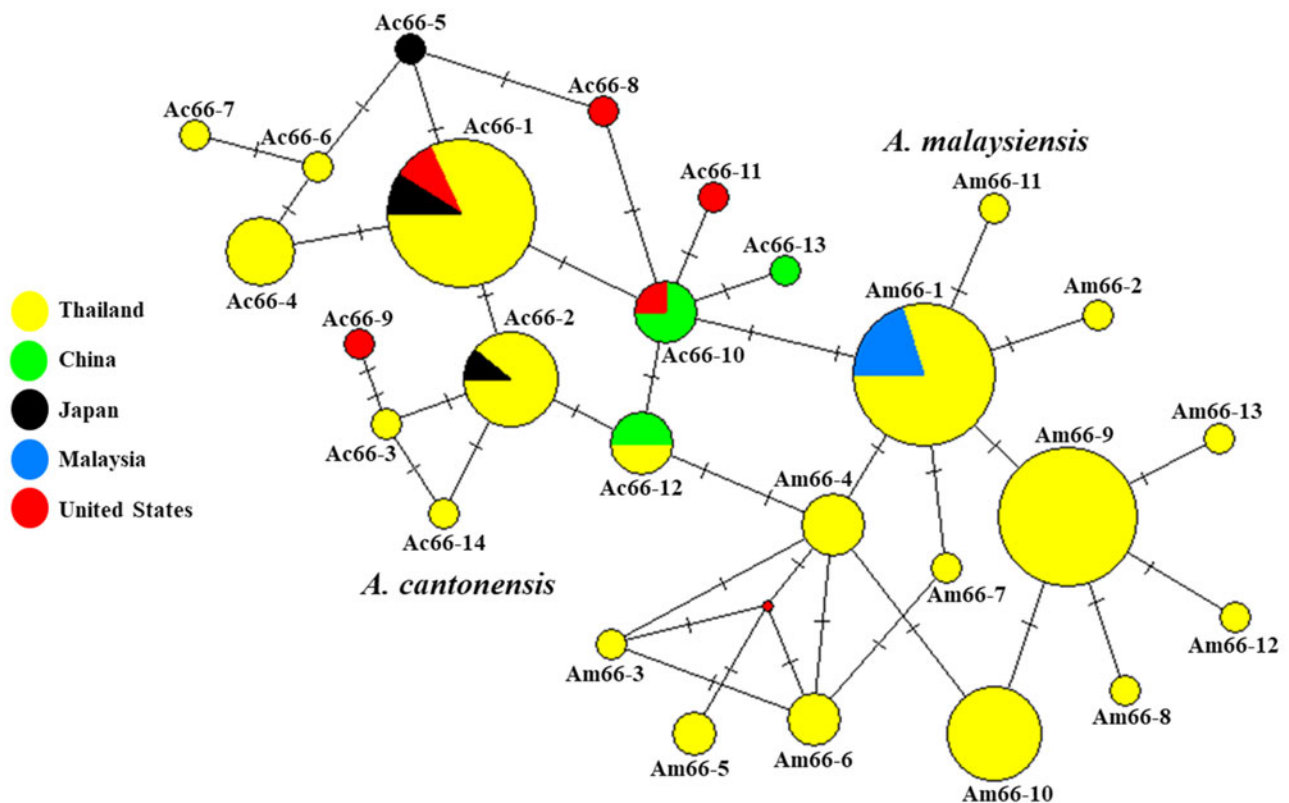 Ac66-5
Ac66-8
Ac66-7
Ac66-6
Ac66-1
A. malaysiensis
Ac66-11
Am66-11
Ac66-13
Ac66-4
Am66-1
Am66-2
Thailand
Ac66-9
Ac66-2
China
Ac66-10
Japan
Am66-13
Am66-9
Malaysia
Ac66-3
Ac66-12
Am66-4
United States
Ac66-14
A. cantonensis
Am66-7
Am66-12
Am66-3
Am66-8
Am66-5
Am66-6
Am66-10